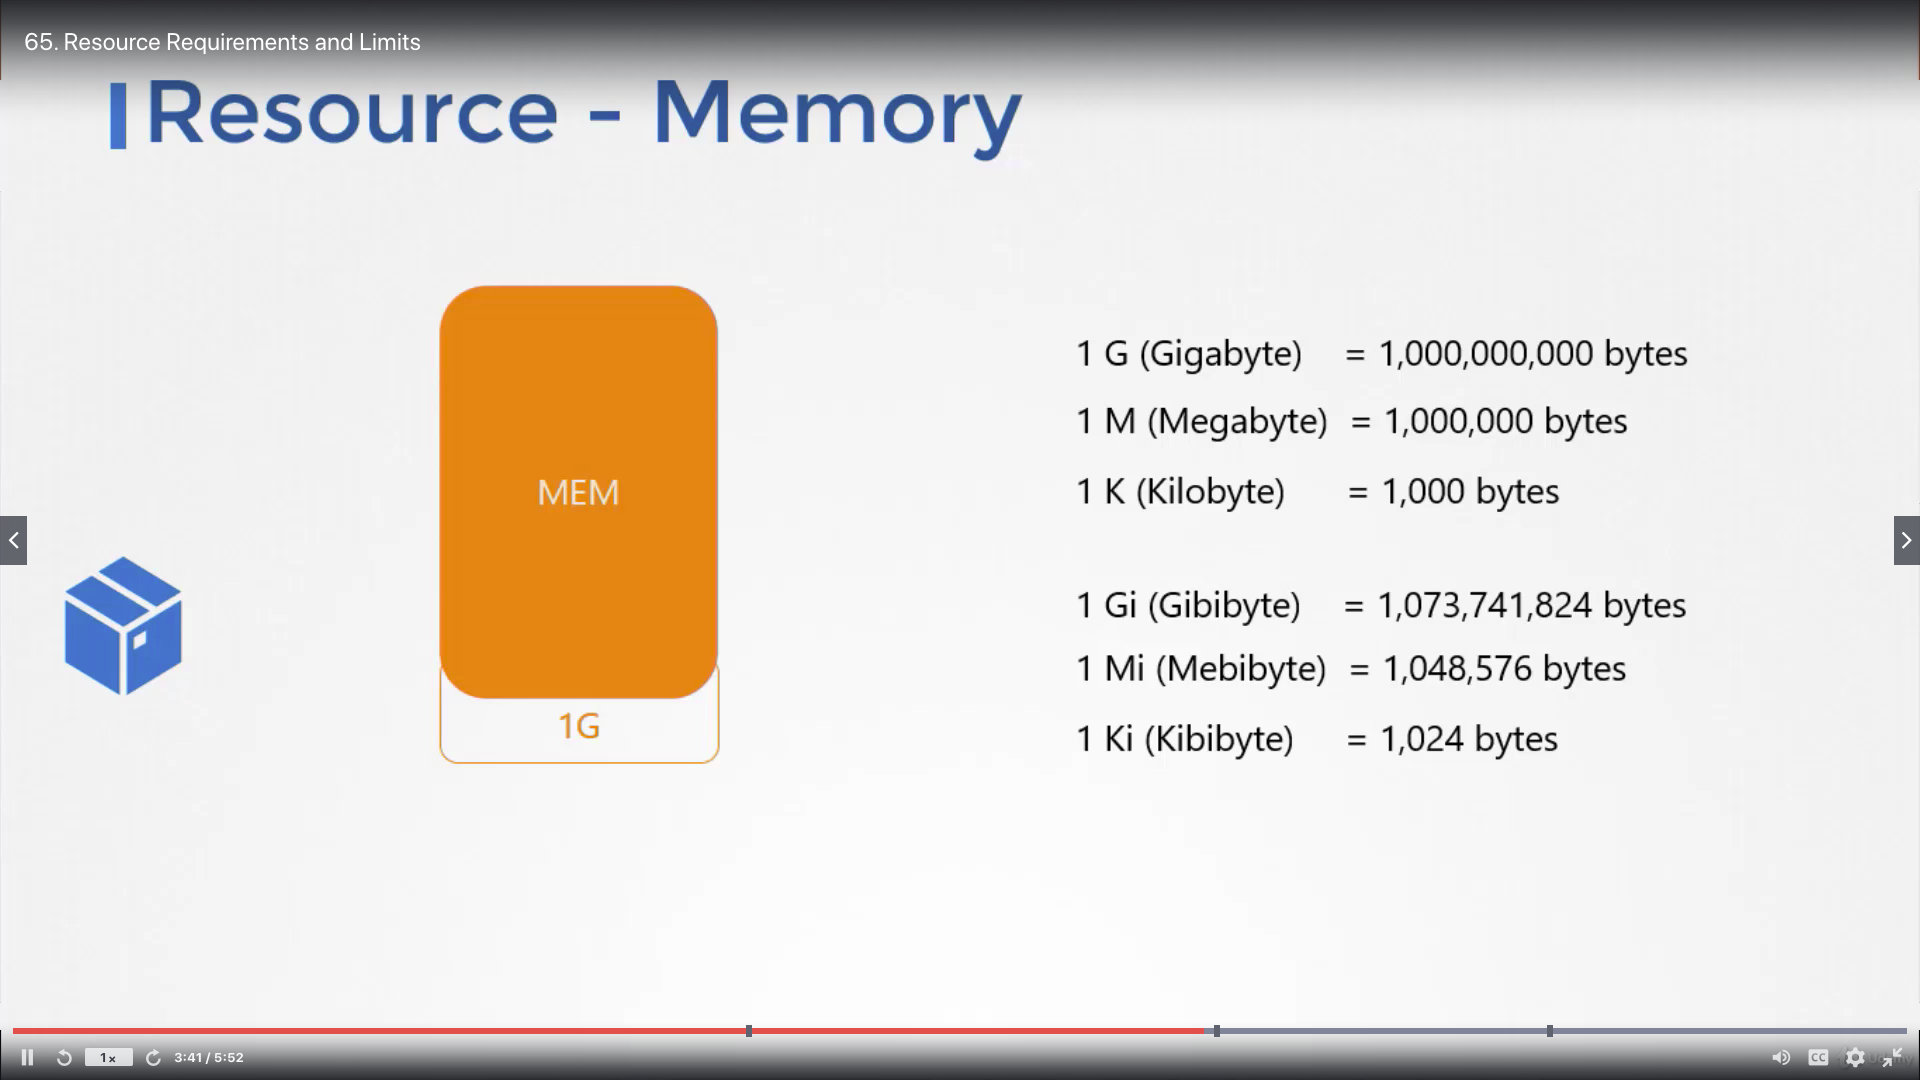 65. Resource Requirements and Limits
Resource - Memory
MEM
1G
1 G (Gigabyte) = 1,000,000,000 bytes
1 M (Megabyte) = 1,000,000 bytes
1 K (Kilobyte) = 1,000 bytes
1 Gi (Gibibyte) = 1,073,741,824 bytes
1 Mi (Mebibyte) = 1,048,576 bytes
1 Ki (Kibibyte) = 1,024 bytes
1x
3:41 / 5:52
CC